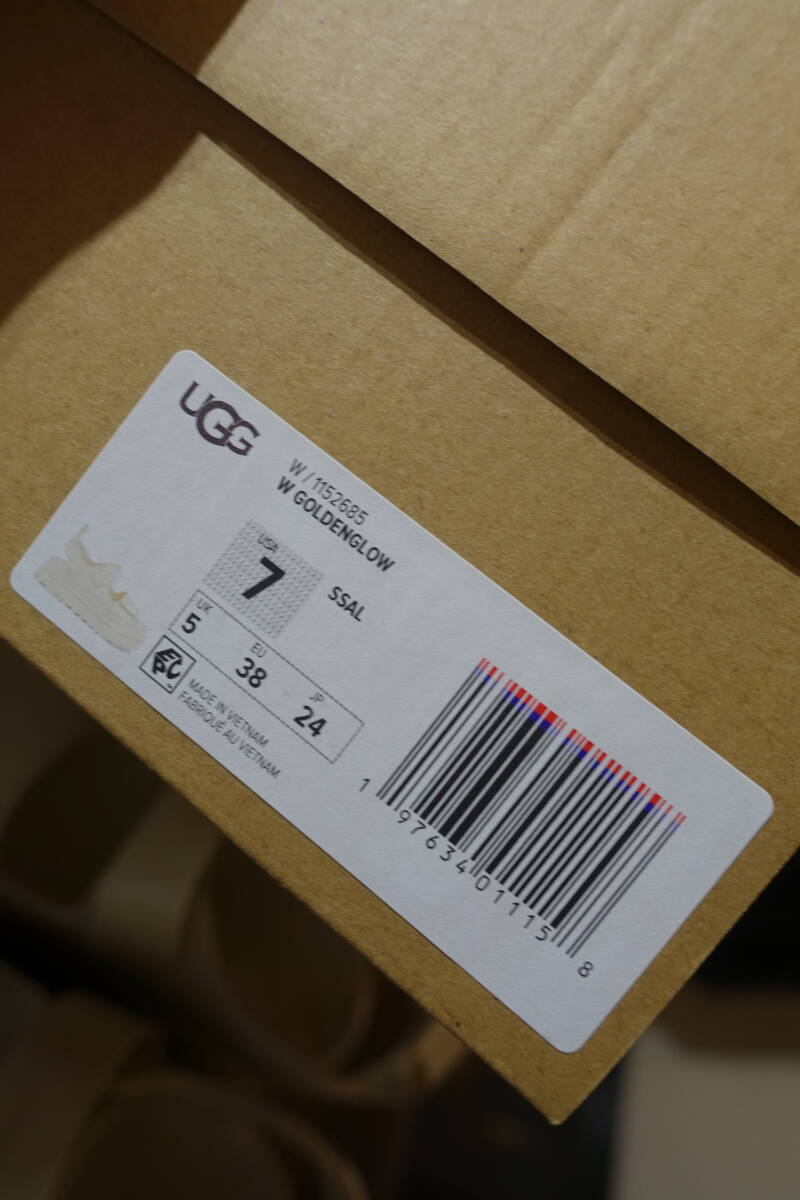 UGG
W / 1152685
W GOLDENGLOW
USA
7
SSAL
UK
5
EU
38
JP
24
MADE IN VIETNAM
FABRIQUÉ AU VIETNAM
1 97634 01115 8